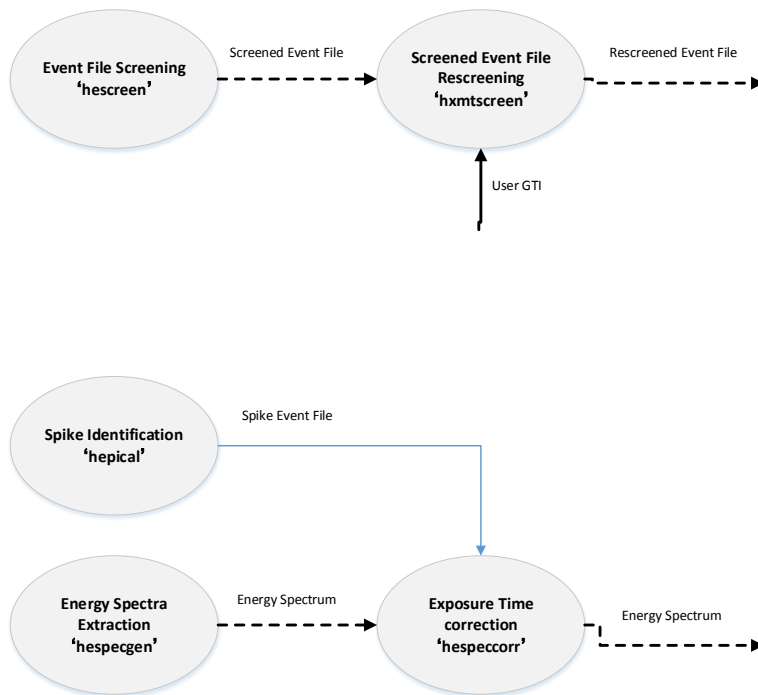 Event File Screening
‘hescreen’
Screened Event File
Screened Event File
Rescreening
‘hxmtscreen’
Rescreened Event File
User GTI
Spike Identification
‘hepical’
Spike Event File
Energy Spectra
Extraction
‘hespecgen’
Energy Spectrum
Exposure Time
correction
‘hespeccorr’
Energy Spectrum